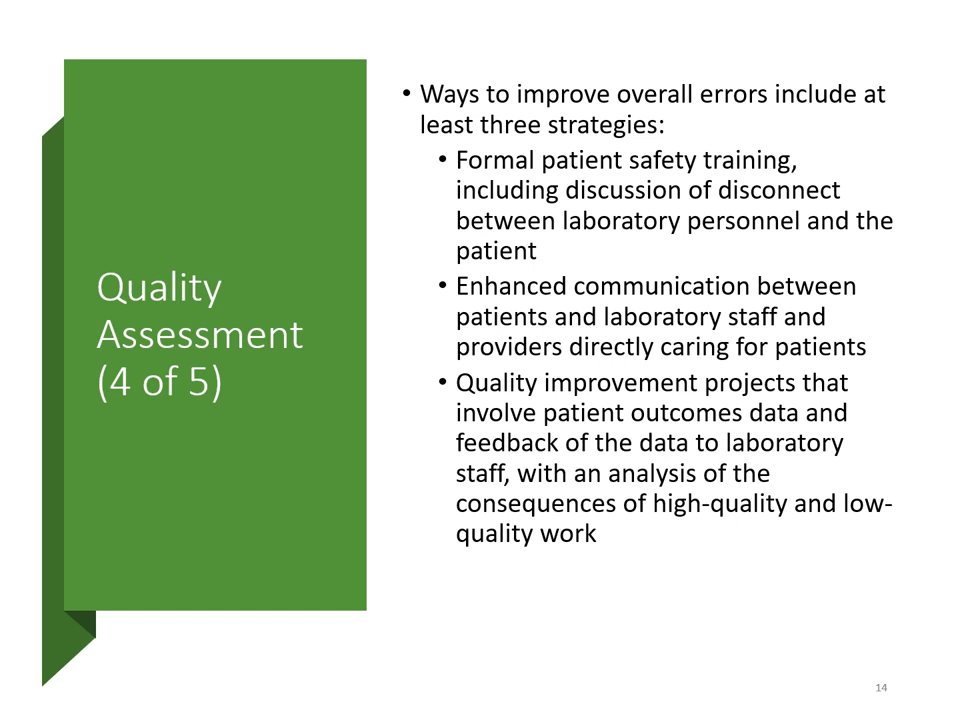 Quality
Assessment
(4 of 5)
• Ways to improve overall errors include at
least three strategies:
• Formal patient safety training,
including discussion of disconnect
between laboratory personnel and the
patient
• Enhanced communication between
patients and laboratory staff and
providers directly caring for patients
• Quality improvement projects that
involve patient outcomes data and
feedback of the data to laboratory
staff, with an analysis of the
consequences of high-quality and low-
quality work
14